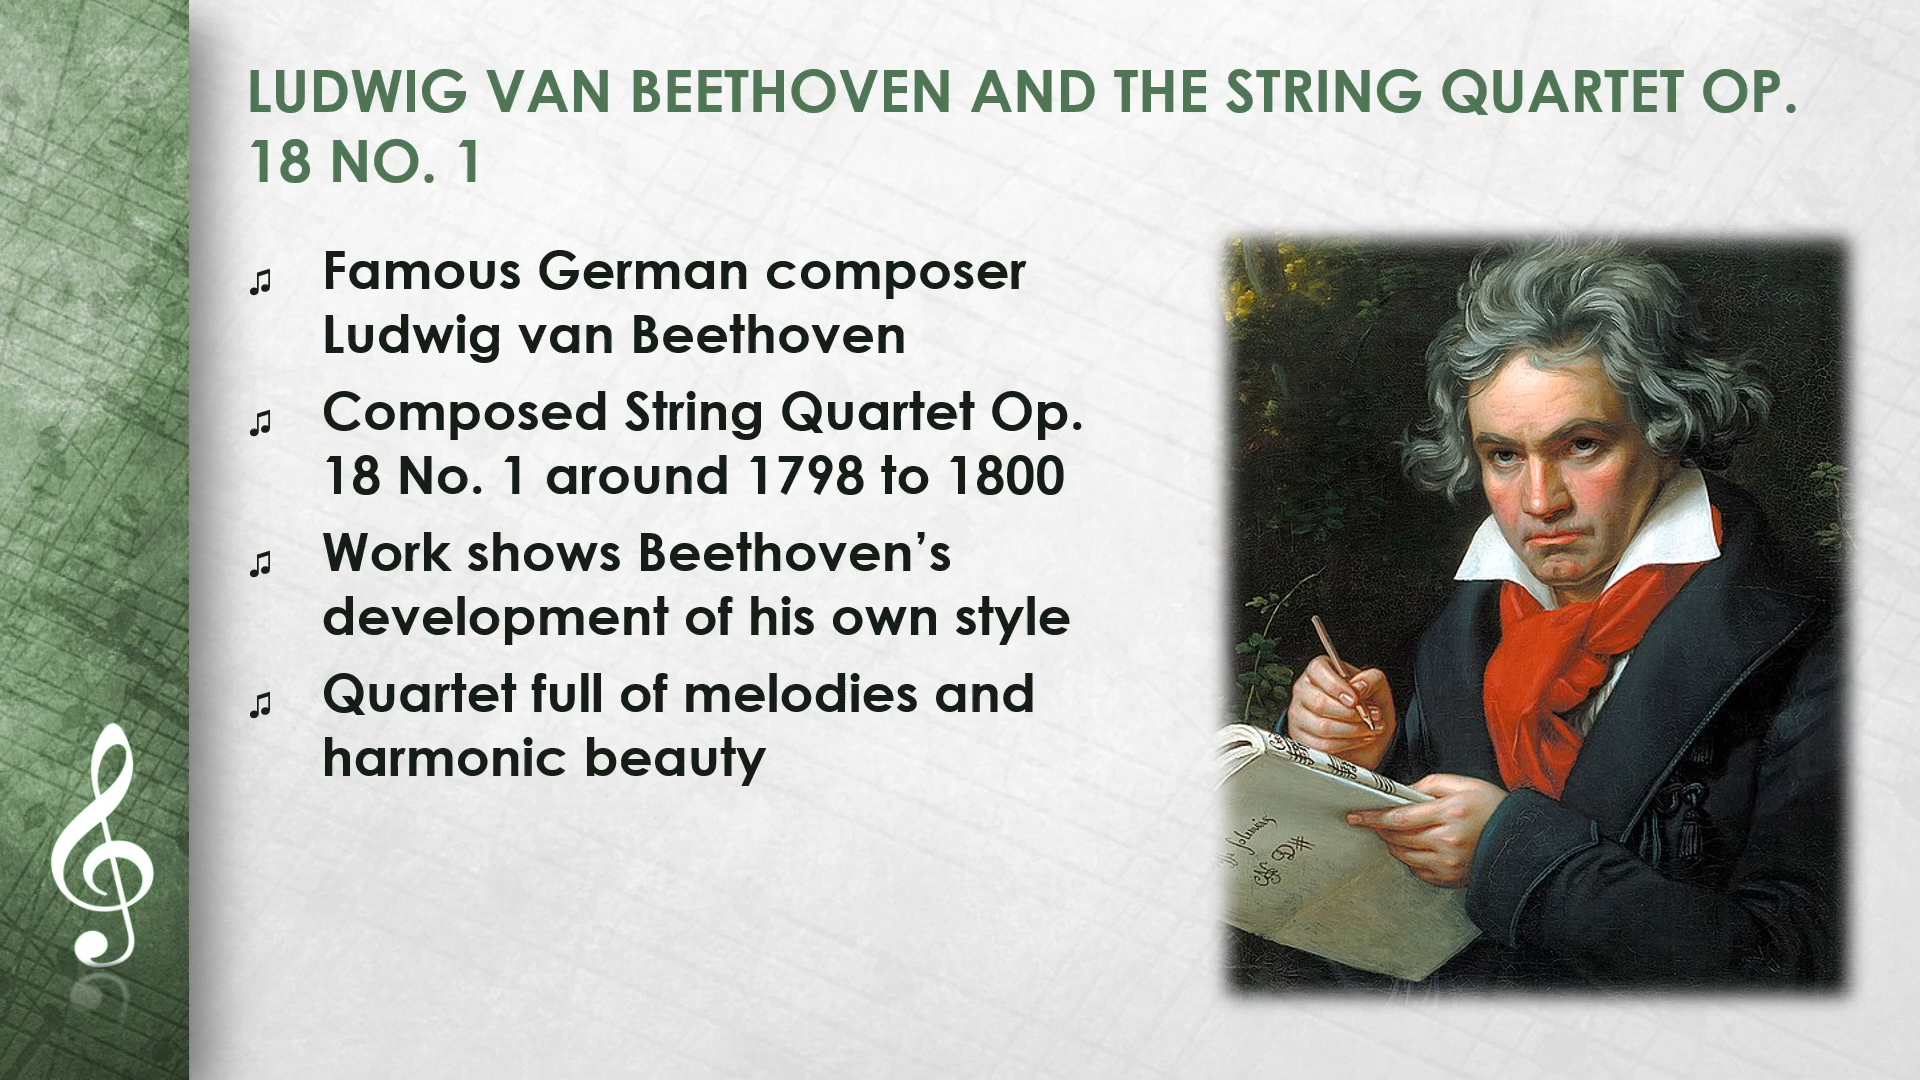 LUDWIG VAN BEETHOVEN AND THE STRING QUARTET OP.
18 NO. 1
♫ Famous German composer
Ludwig van Beethoven
♫ Composed String Quartet Op.
18 No. 1 around 1798 to 1800
♫ Work shows Beethoven’s
development of his own style
♫ Quartet full of melodies and
harmonic beauty
D#